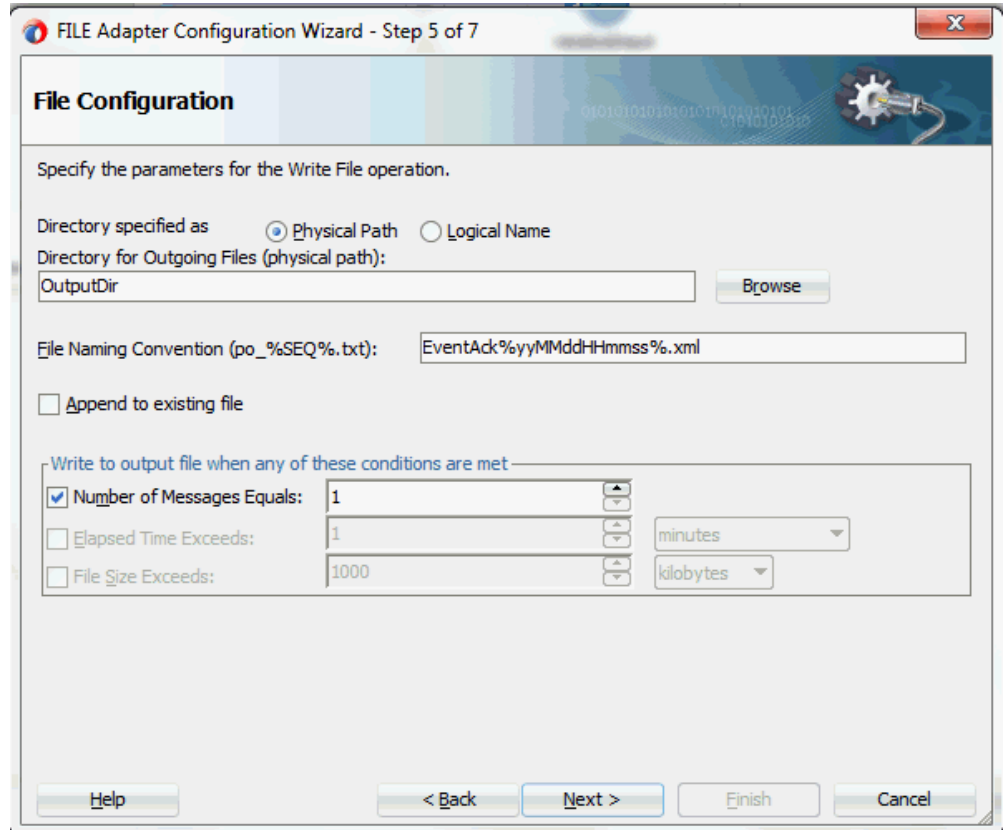 FILE Adapter Configuration Wizard - Step 5 of 7
File Configuration
Specify the parameters for the Write File operation.
Directory specified as Physical Path Logical Name
Directory for Outgoing Files (physical path):
OutputDir Browse
File Naming Convention (po_%SEQ%.txt): EventAck%yyMMddHHmmss%.xml
Append to existing file
Write to output file when any of these conditions are met
Number of Messages Equals: 1
Elapsed Time Exceeds: 1 minutes
File Size Exceeds: 1000 kilobytes
Help < Back Next > Finish Cancel